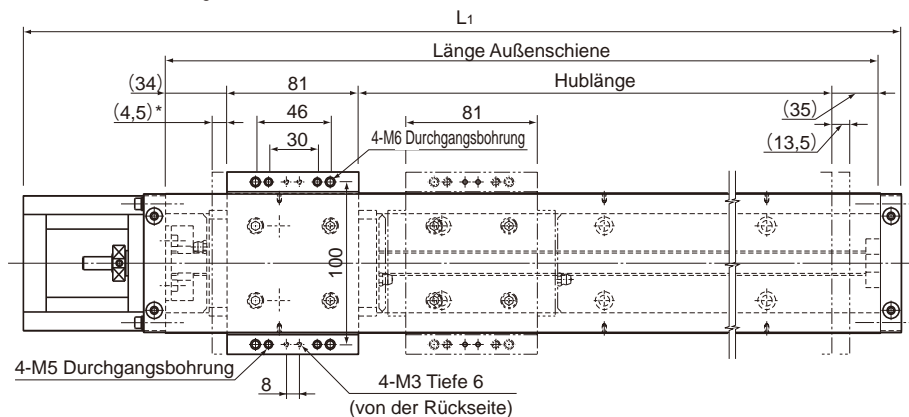 L1
Länge Außenschiene
(34)
81
Hublänge
(4,5)*
46
81
(35)
30
4-M6 Durchgangsbohrung
(13,5)
100
4-M5 Durchgangsbohrung
8
4-M3 Tiefe 6
(von der Rückseite)